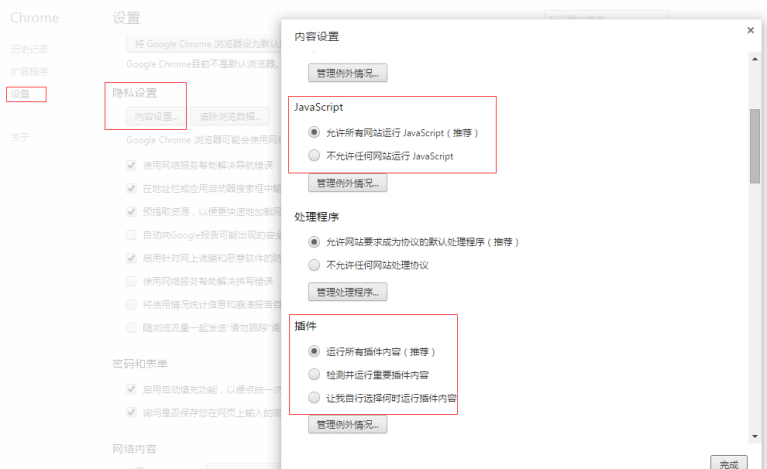 Chrome
设置
历史记录
扩展程序
设置
关于
将 Google Chrome 浏览器设为默认
Google Chrome目前不是默认浏览器。
隐私设置
内容设置...
清除浏览数据...
Google Chrome 浏览器可能会使用网
使用网络服务帮助解决导航错误
在地址栏或应用启动器搜索框中输
预提取资源，以便更快速地加载网
自动向Google报告可能出现的安全
启用针对网上诱骗和恶意软件的防
使用网络服务帮助解决拼写错误
将使用情况统计信息和崩溃报告自
随浏览流量一起发送"请勿跟踪"请
密码和表单
启用自动填充功能，以便点按一次
询问是否保存您在网页上输入的密
网络内容
内容设置
管理例外情况...
JavaScript
允许所有网站运行 JavaScript（推荐）
不允许任何网站运行 JavaScript
管理例外情况...
处理程序
允许网站要求成为协议的默认处理程序（推荐）
不允许任何网站处理协议
管理处理程序...
插件
运行所有插件内容（推荐）
检测并运行重要插件内容
让我自行选择何时运行插件内容
管理例外情况...
完成